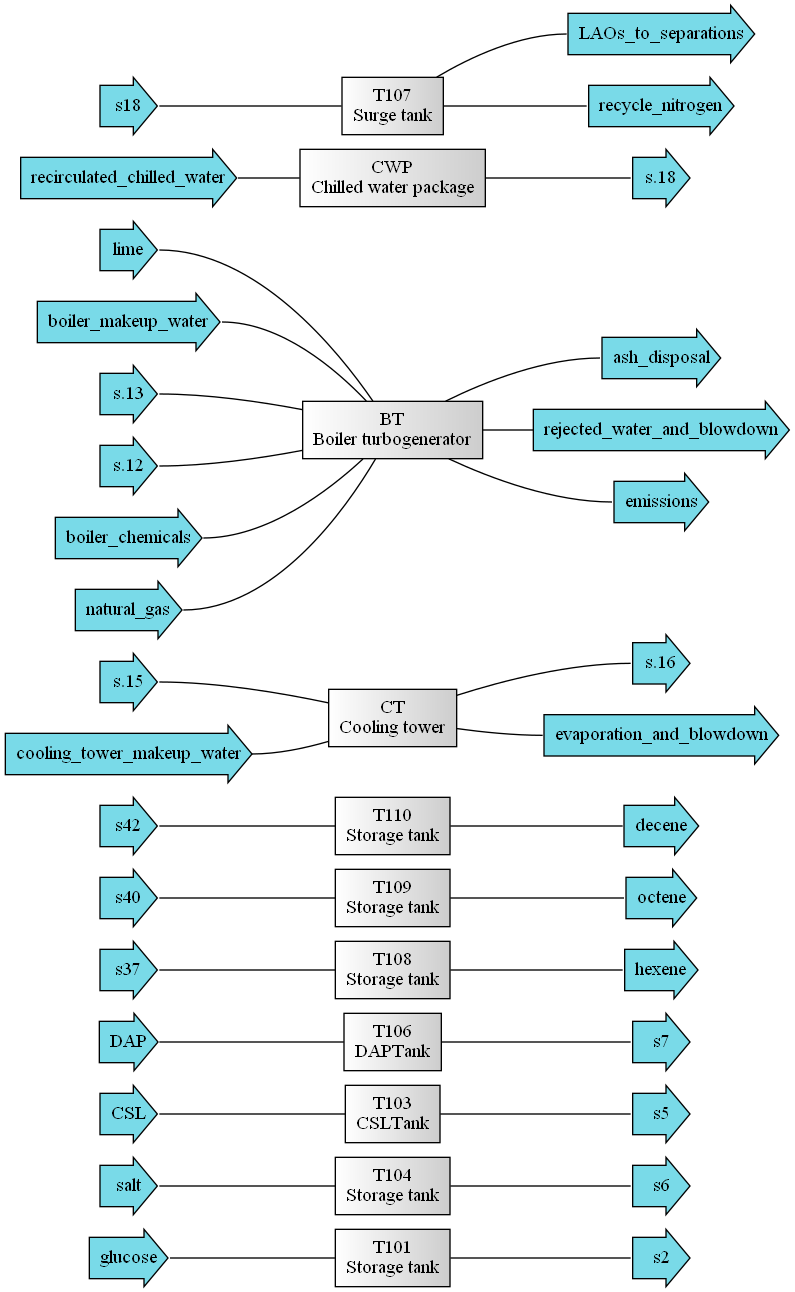 LAOs_to_separations
s18
T107
Surge tank
recycle_nitrogen
recirculated_chilled_water
CWP
Chilled water package
s.18
lime
boiler_makeup_water
s.13
s.12
boiler_chemicals
natural_gas
BT
Boiler turbogenerator
ash_disposal
rejected_water_and_blowdown
emissions
s.15
cooling_tower_makeup_water
CT
Cooling tower
s.16
evaporation_and_blowdown
s42
T110
Storage tank
decene
s40
T109
Storage tank
octene
s37
T108
Storage tank
hexene
DAP
T106
DAPTank
s7
CSL
T103
CSLTank
s5
salt
T104
Storage tank
s6
glucose
T101
Storage tank
s2